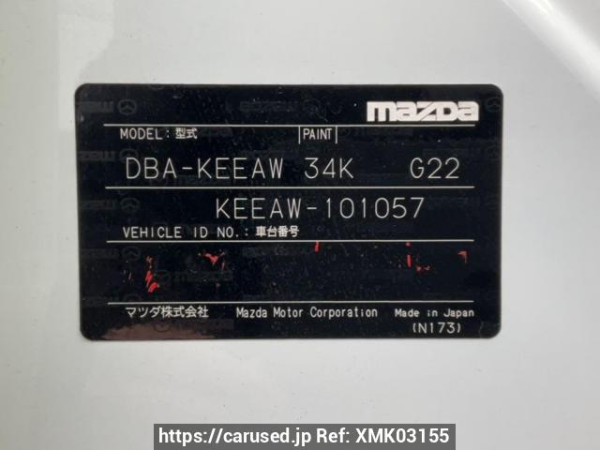 mazda
MODEL: 型式 PAINT
DBA-KEEAW 34K G22
KEEAW-101057
VEHICLE ID NO.: 車台番号
マツダ株式会社 Mazda Motor Corporation Made in Japan
(N173)
https://carused.jp Ref: XMK03155